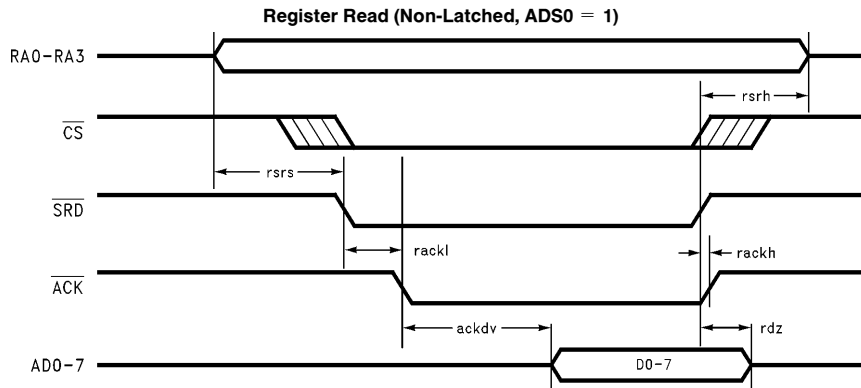 Register Read (Non-Latched, ADS0 = 1)
RA0-RA3
rsrh
CS
rsrs
SRD
rackl
rackh
ACK
ackdv
rdz
AD0-7
D0-7